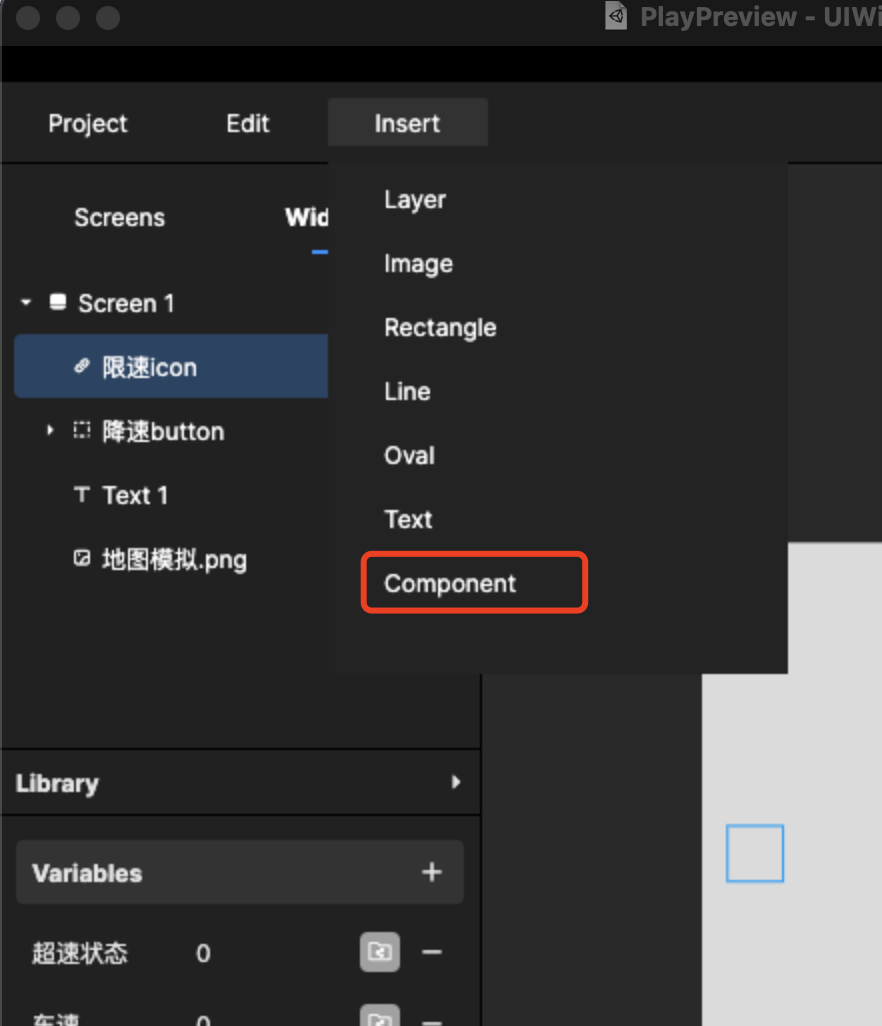 PlayPreview - UIWi
Project
Edit
Insert
Layer
Screens
Wid
Image
Screen 1
Rectangle
限速icon
Line
降速button
Oval
Text 1
Text
地图模拟.png
Component
Library
Variables
超速状态
0
车速
0